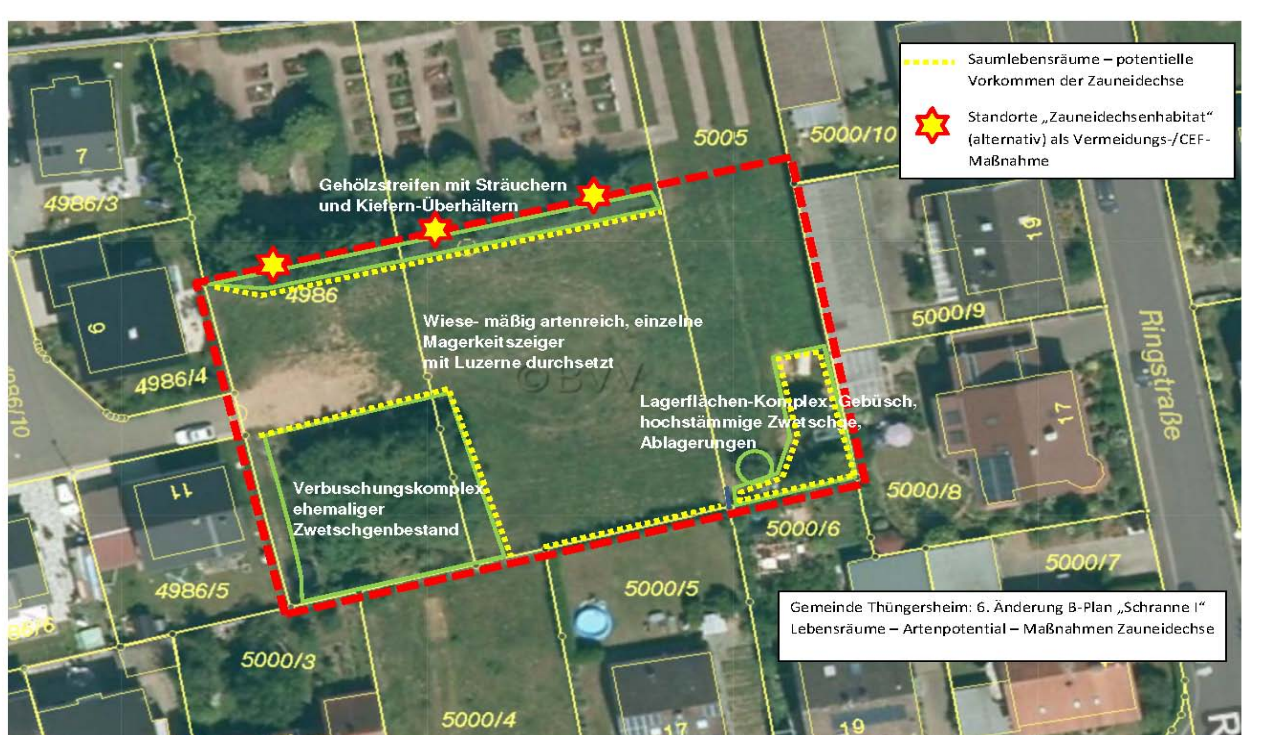 Saumlebensräume – potentielle
Vorkommen der Zauneidechse
Standorte „Zauneidechsenhabitat“
(alternativ) als Vermeidungs-/CEF-
Maßnahme
5005
5000/10
7
4986/3
Gehölzstreifen mit Sträuchern
und Kiefern-Überhältern
19
4986
5000/9
Ringstraße
6
Wiese- mäßig artenreich, einzelne
Magerkeitszeiger
mit Luzerne durchsetzt
4986/4
4986/10
©BVV
Lagerflächen-Komplex: Gebüsch,
hochstämmige Zwetschge,
Ablagerungen
17
11
Verbuschungskomplex
ehemaliger
Zwetschgenbestand
5000/8
5000/6
5000/7
4986/5
5000/5
Gemeinde Thüngersheim: 6. Änderung B-Plan „Schranne I“
Lebensräume – Artenpotential – Maßnahmen Zauneidechse
5000/3
5000/4
17
19
R